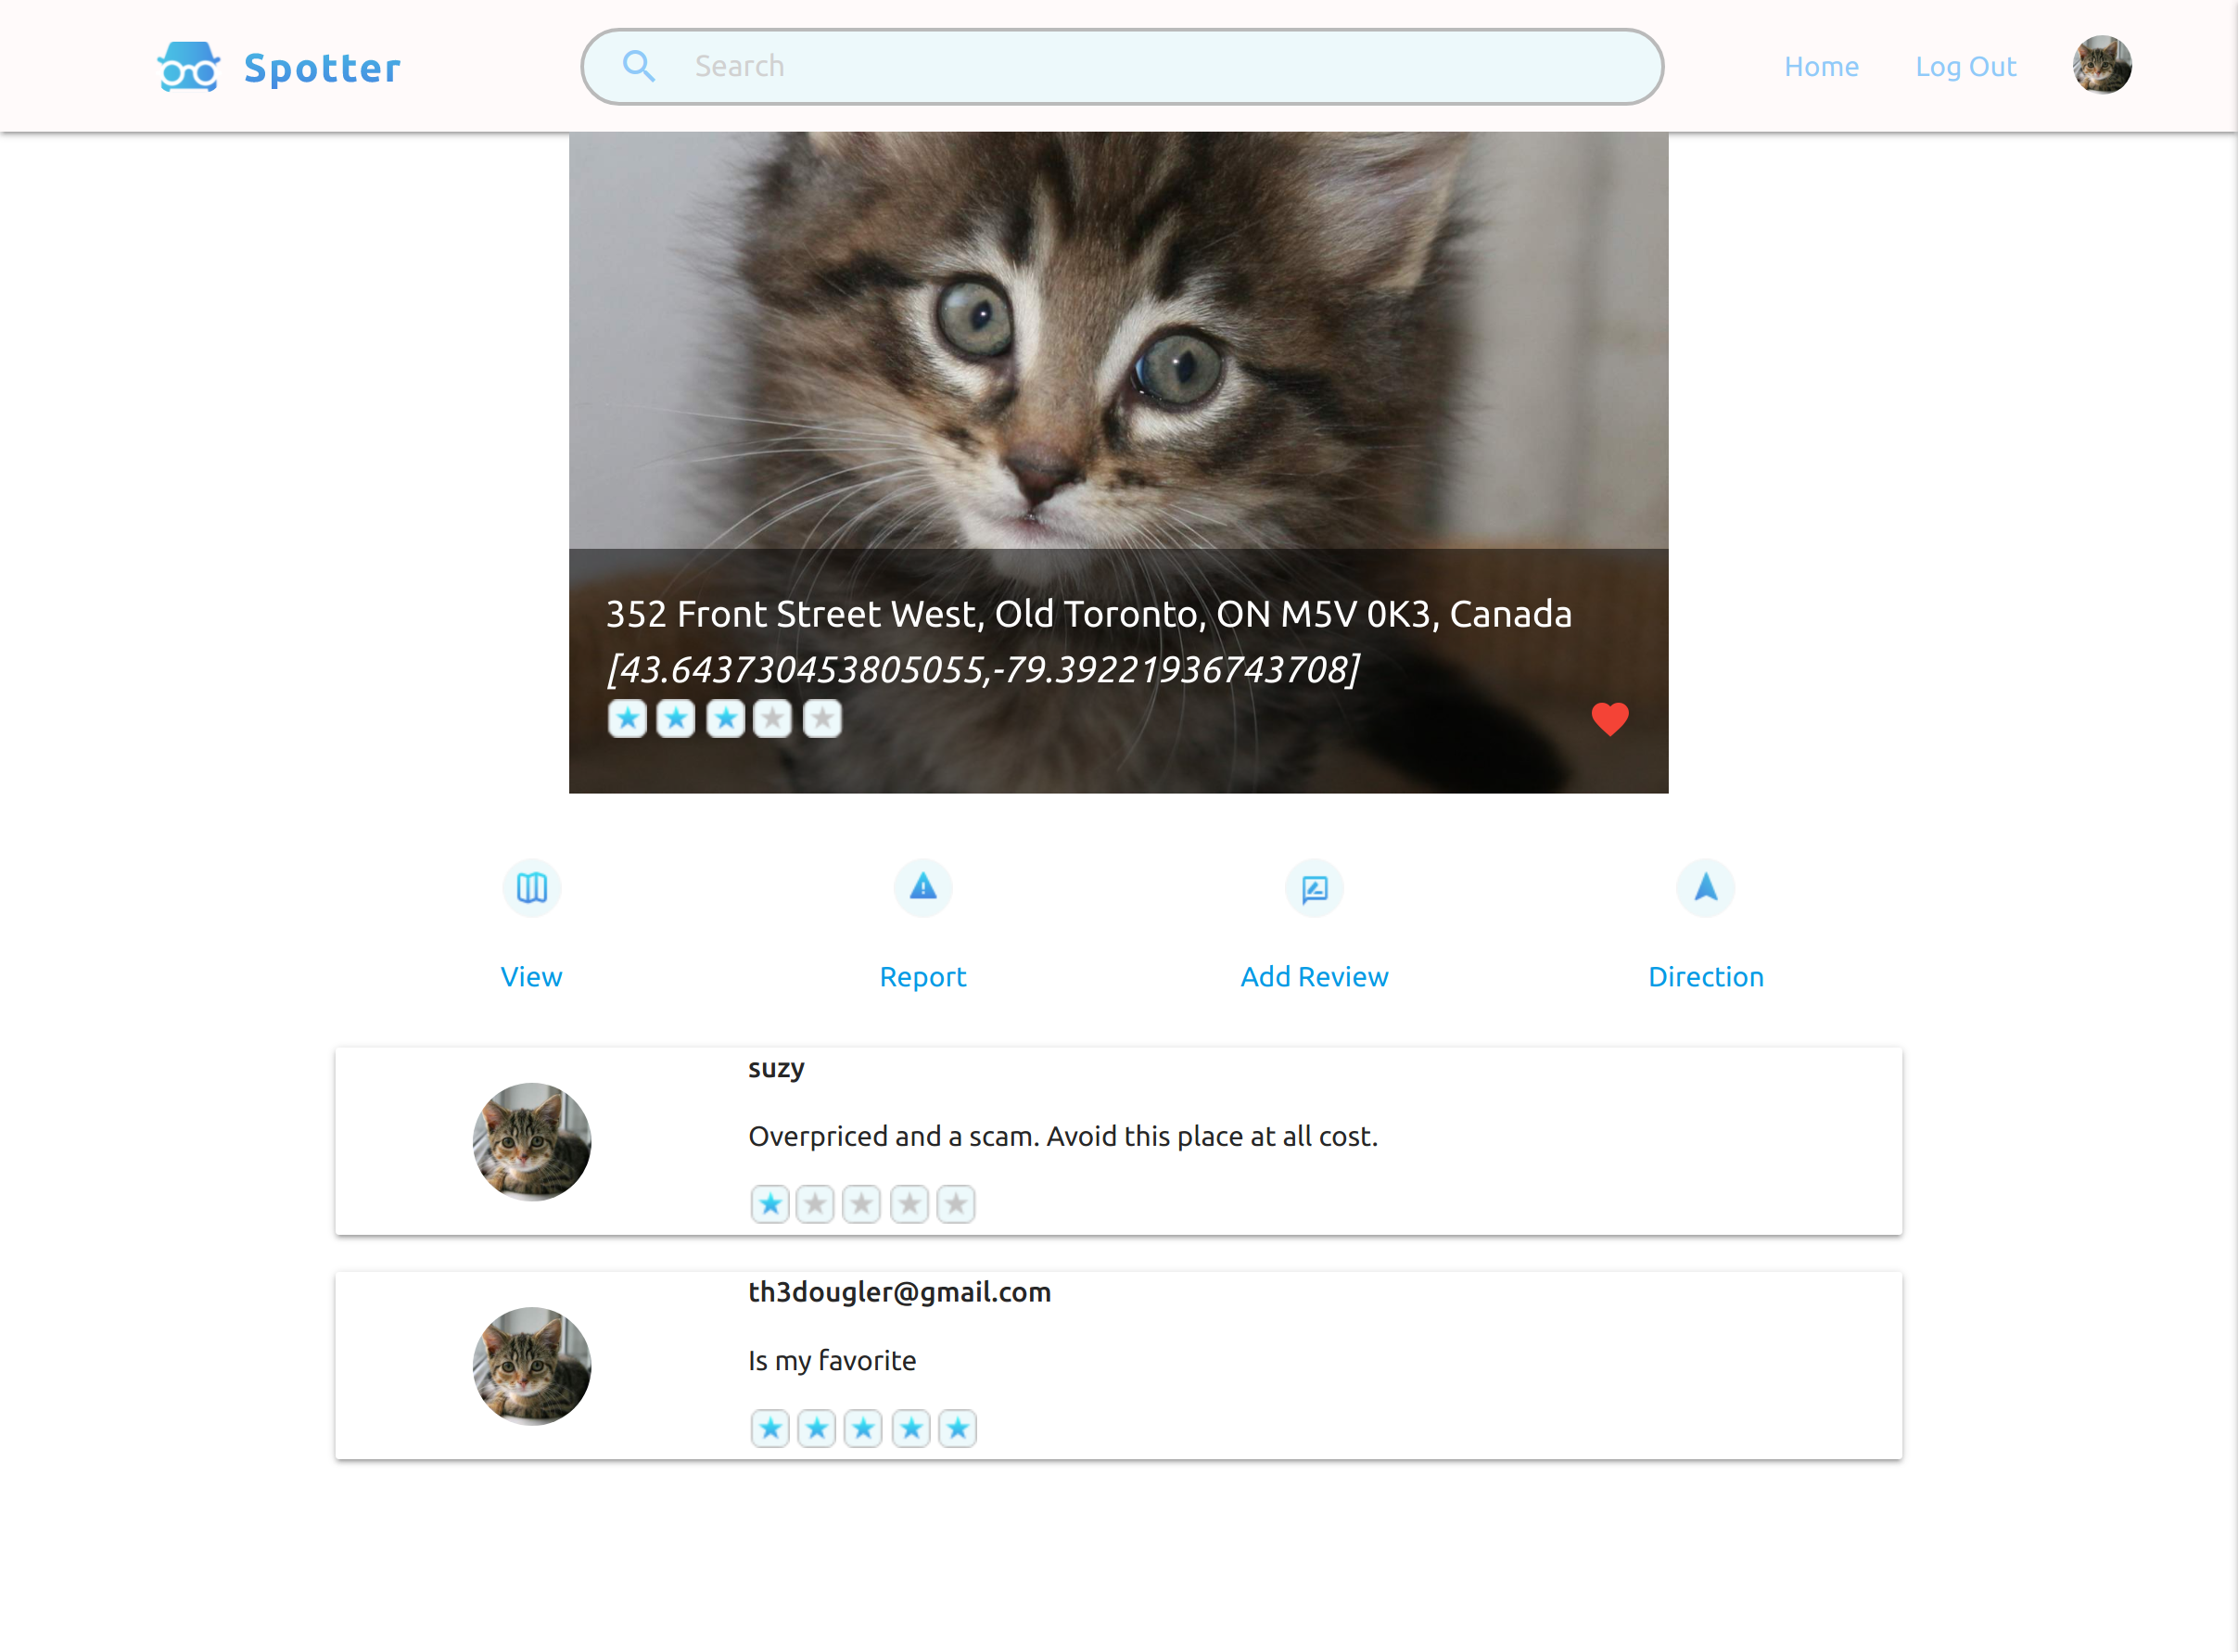 Spotter
Search
Home
Log Out
352 Front Street West, Old Toronto, ON M5V 0K3, Canada
[43.643730453805055,-79.39221936743708]
View
Report
Add Review
Direction
suzy
Overpriced and a scam. Avoid this place at all cost.
th3dougler@gmail.com
Is my favorite